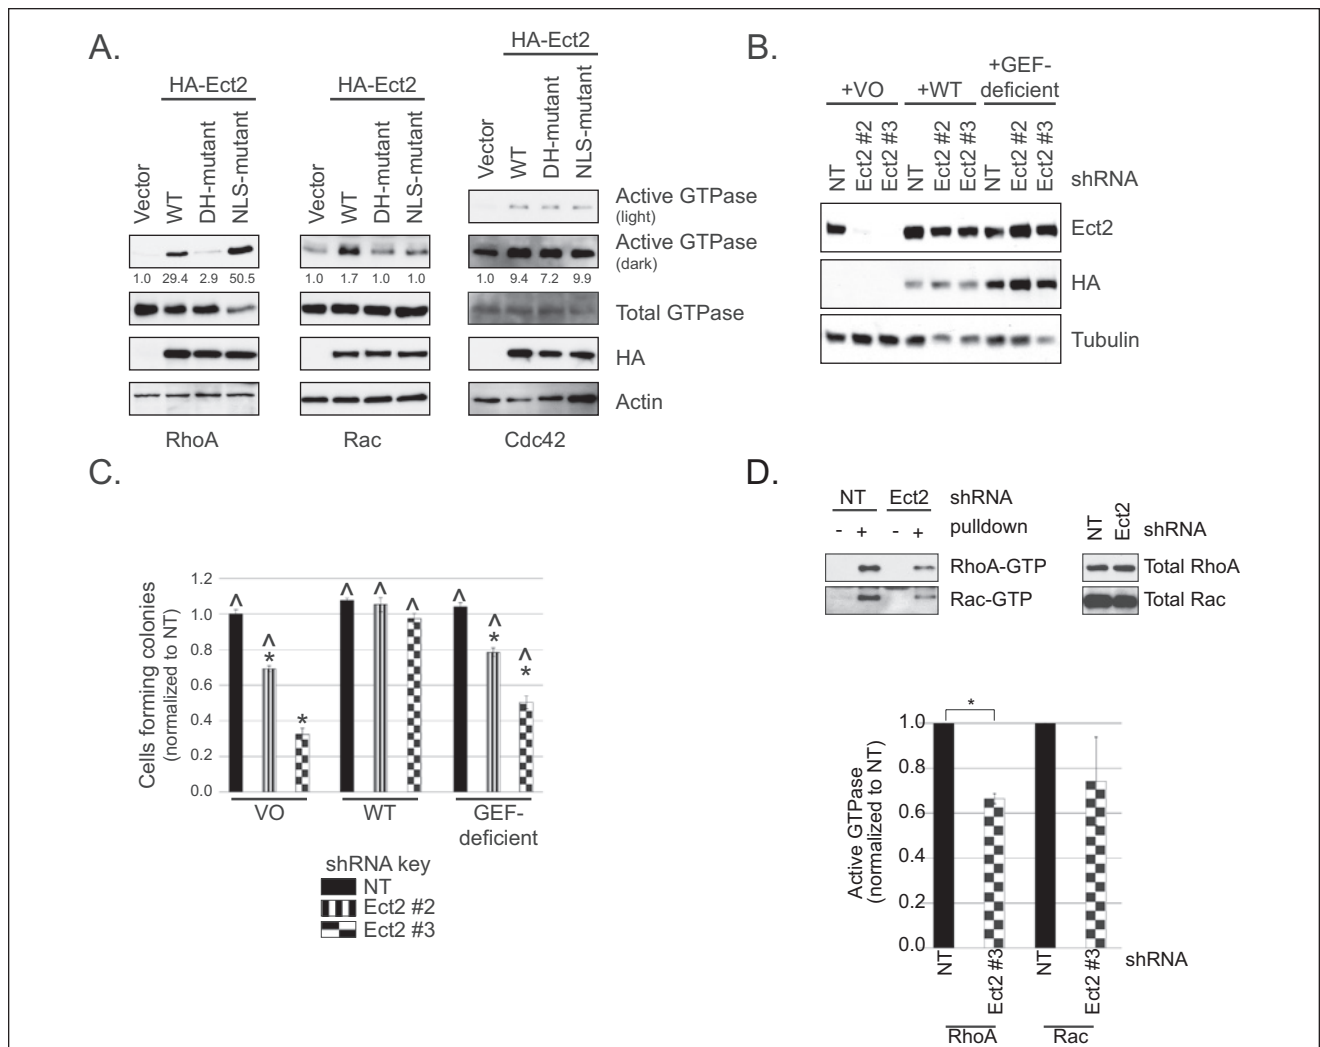 A.
HA-Ect2
HA-Ect2
HA-Ect2
Vector
WT
DH-mutant
NLS-mutant
Vector
WT
DH-mutant
NLS-mutant
Vector
WT
DH-mutant
NLS-mutant
Active GTPase
(light)
Active GTPase
(dark)
1.0 29.4 2.9 50.5
1.0 1.7 1.0 1.0
1.0 9.4 7.2 9.9
Total GTPase
HA
Actin
RhoA
Rac
Cdc42
B.
+VO
+WT
+GEF-
deficient
NT
Ect2 #2
Ect2 #3
NT
Ect2 #2
Ect2 #3
NT
Ect2 #2
Ect2 #3
shRNA
Ect2
HA
Tubulin
C.
Cells forming colonies
(normalized to NT)
1.2
1.0
0.8
0.6
0.4
0.2
0.0
^
^
*
*
^
^
^
^
^
*
^
*
VO
WT
GEF-
deficient
shRNA key
NT
Ect2 #2
Ect2 #3
D.
NT Ect2 shRNA
- + - + pulldown
RhoA-GTP
Rac-GTP
NT
Ect2
shRNA
Total RhoA
Total Rac
Active GTPase
(normalized to NT)
1.0
0.8
0.6
0.4
0.2
0.0
*
NT
Ect2 #3
NT
Ect2 #3
shRNA
RhoA
Rac